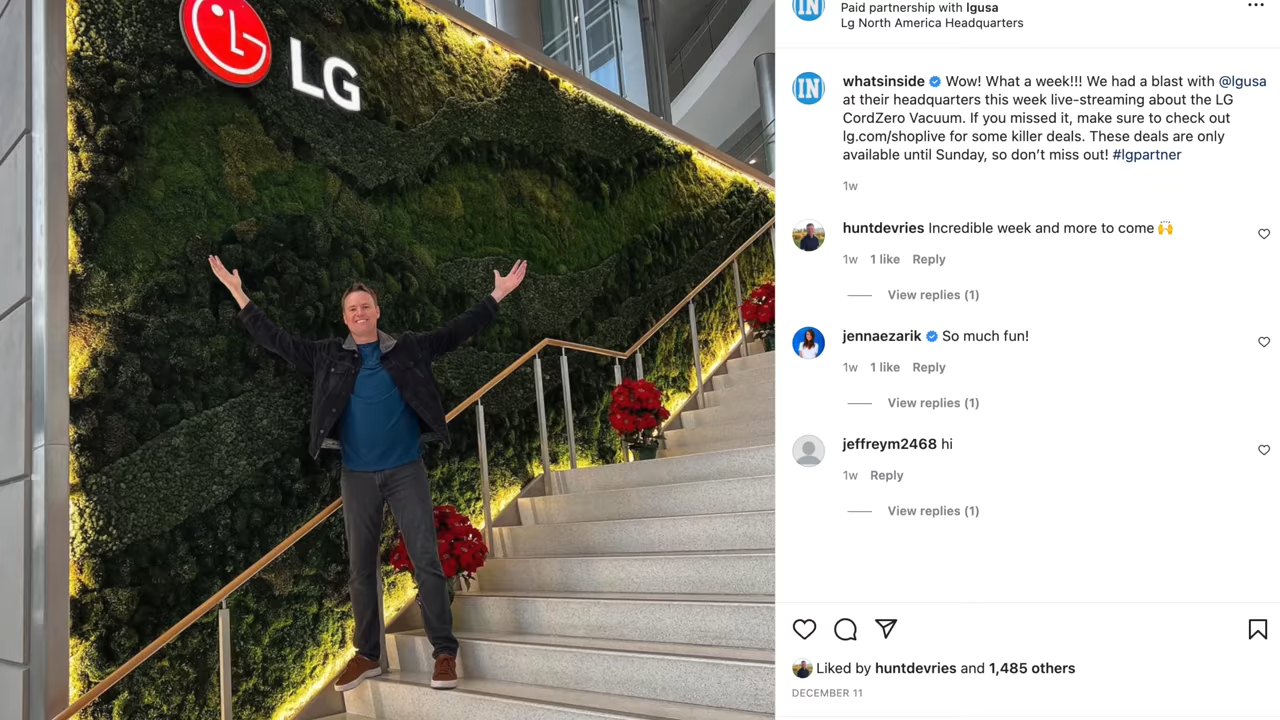 LG
IN
Paid partnership with lgusa
Lg North America Headquarters
IN
whatsinside Wow! What a week!!! We had a blast with @lgusa
at their headquarters this week live-streaming about the LG
CordZero Vacuum. If you missed it, make sure to check out
lg.com/shoplive for some killer deals. These deals are only
available until Sunday, so don’t miss out! #lgpartner
1w
huntdevries Incredible week and more to come 🙌
1w 1 like Reply
View replies (1)
jennaezarik So much fun!
1w 1 like Reply
View replies (1)
jeffreym2468 hi
1w Reply
View replies (1)
Liked by huntdevries and 1,485 others
DECEMBER 11